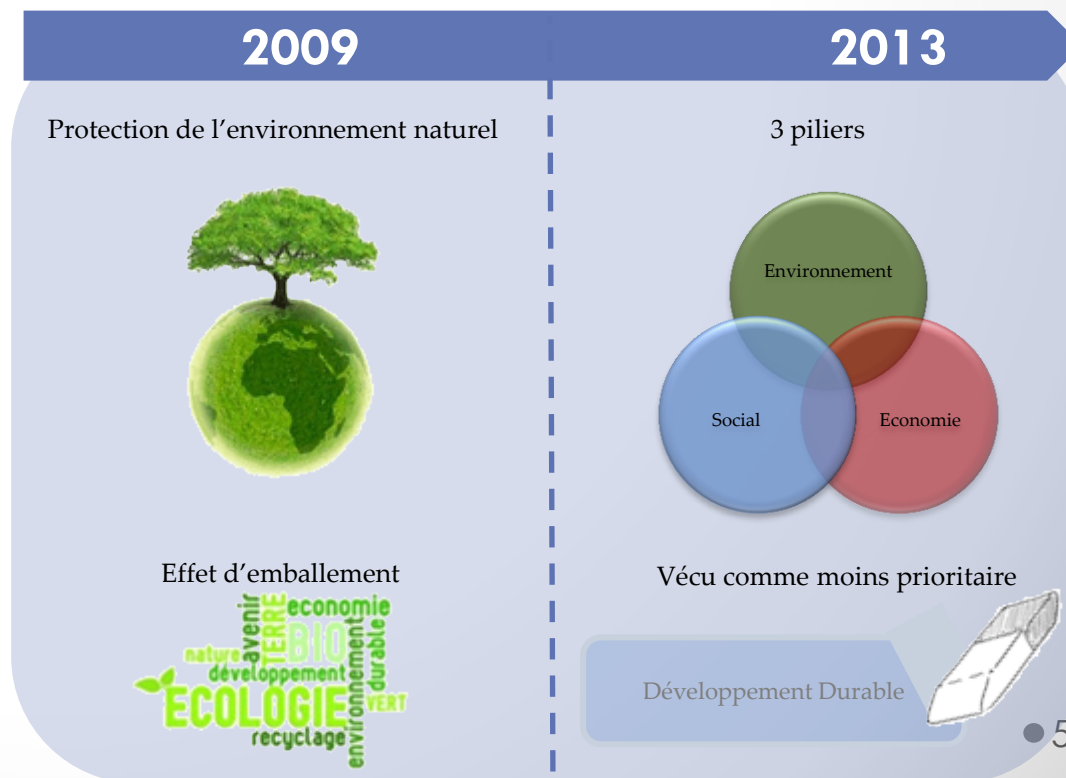 2009
Protection de l'environnement naturel
Effet d'emballement
avenir
TERRE
economie
BIO
nature
développement
environnement
durable
ECOLOGIE
VERT
recyclage
2013
3 piliers
Environnement
Social
Economie
Vécu comme moins prioritaire
Développement Durable
5